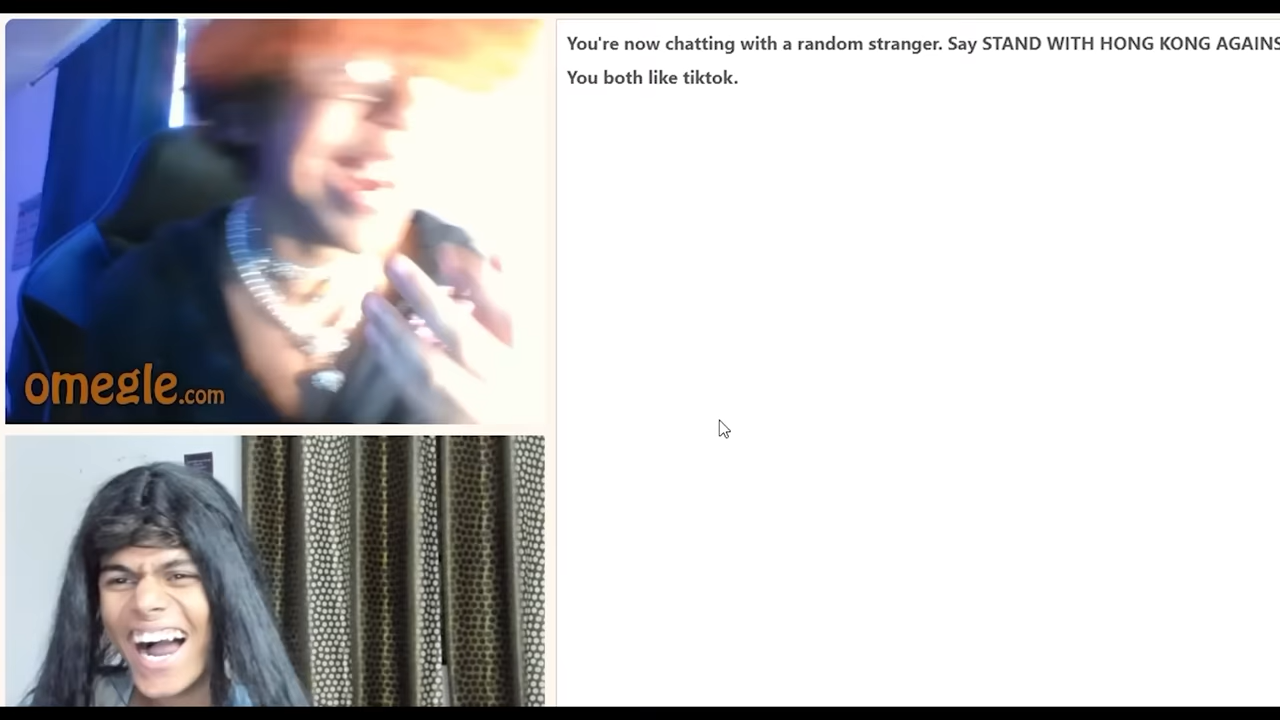 You're now chatting with a random stranger. Say STAND WITH HONG KONG AGAINS
You both like tiktok.
omegle.com